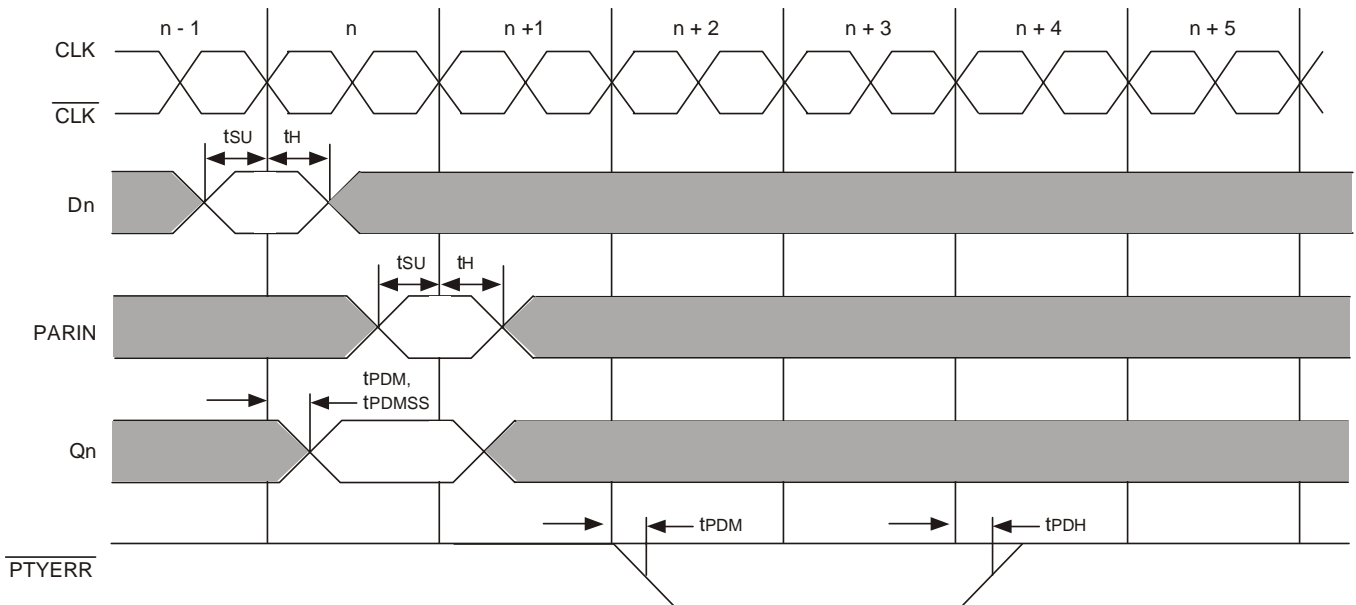 n - 1 n n +1 n + 2 n + 3 n + 4 n + 5
CLK
CLK
tSU tH
Dn
tSU tH
PARIN
tPDM,
tPDMSS
Qn
tPDM tPDH
PTYERR